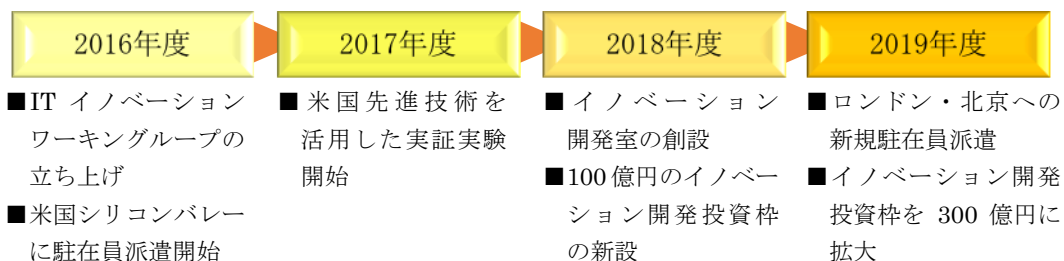 2016年度
■IT イノベーション
ワーキングループの
立ち上げ
■米国シリコンバレー
に駐在員派遣開始
2017年度
■米国先進技術を
活用した実証実験
開始
2018年度
■イノベーション
開発室の創設
■100億円のイノベー
ション開発投資枠
の新設
2019年度
■ロンドン・北京への
新規駐在員派遣
■イノベーション開発
投資枠を 300 億円に
拡大